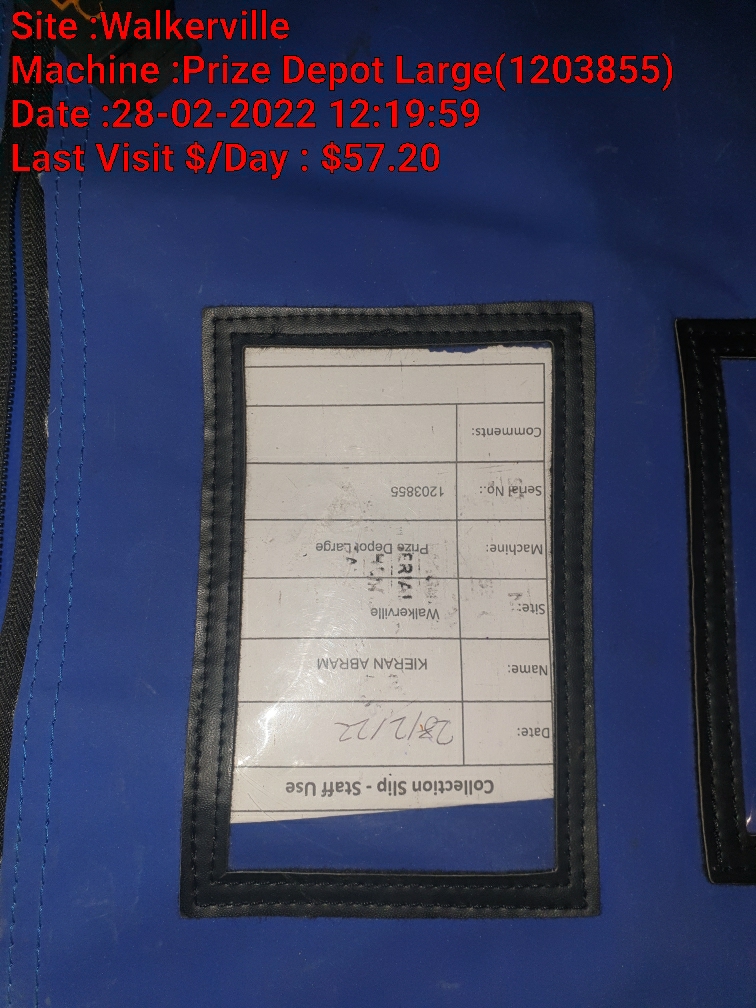 Site :Walkerville
Machine :Prize Depot Large(1203855)
Date :28-02-2022 12:19:59
Last Visit $/Day : $57.20
Collection Slip - Staff Use
Date: 28/2/22
Name: KIERAN ABRAM
Site: Walkerville
Machine: Prize Depot Large
Serial No.: 1203855
Comments: